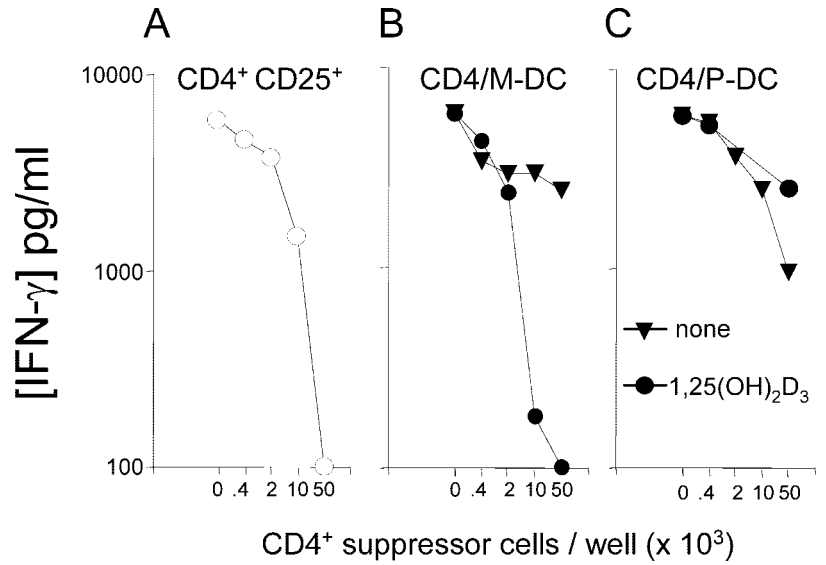 A B C
CD4⁺ CD25⁺ CD4/M-DC CD4/P-DC
10000
1000
100
[IFN-γ] pg/ml
none
1,25(OH)₂D₃
0 .4 2 10 50 0 .4 2 10 50 0 .4 2 10 50
CD4⁺ suppressor cells / well (x 10³)